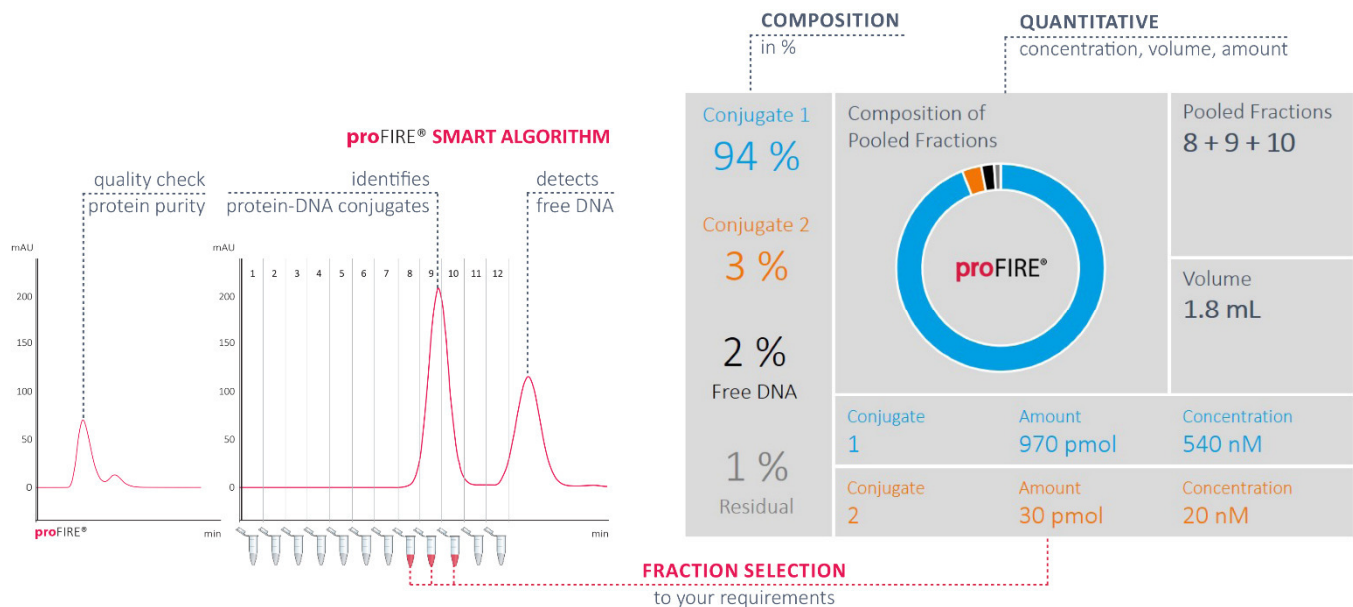 proFIRE® SMART ALGORITHM
quality check
protein purity
identifies
protein-DNA conjugates
detects
free DNA
mAU
200
150
100
50
0
proFIRE®
min
mAU
1 2 3 4 5 6 7 8 9 10 11 12
200
150
100
50
0
min
COMPOSITION
in %
QUANTITATIVE
concentration, volume, amount
Conjugate 1
94 %
Conjugate 2
3 %
2 %
Free DNA
1 %
Residual
Composition of
Pooled Fractions
proFIRE®
Pooled Fractions
8 + 9 + 10
Volume
1.8 mL
Conjugate Amount Concentration
1 970 pmol 540 nM
Conjugate Amount Concentration
2 30 pmol 20 nM
FRACTION SELECTION
to your requirements